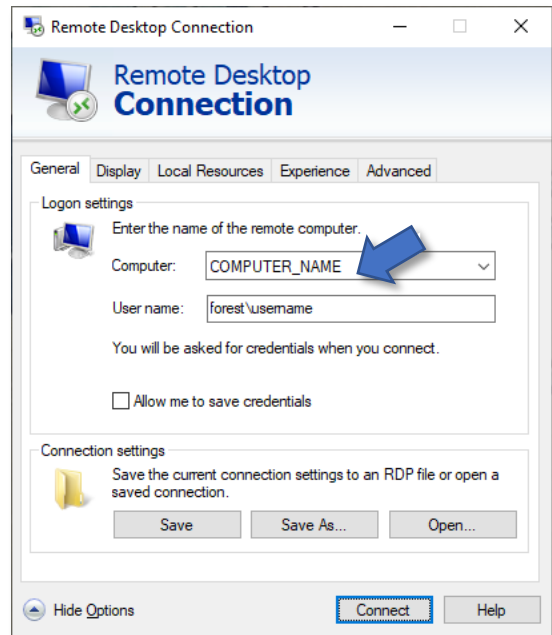 Remote Desktop Connection
Remote Desktop
Connection
General Display Local Resources Experience Advanced
Logon settings
Enter the name of the remote computer.
Computer: COMPUTER_NAME
User name: forest\username
You will be asked for credentials when you connect.
Allow me to save credentials
Connection settings
Save the current connection settings to an RDP file or open a
saved connection.
Save Save As... Open...
Hide Options Connect Help